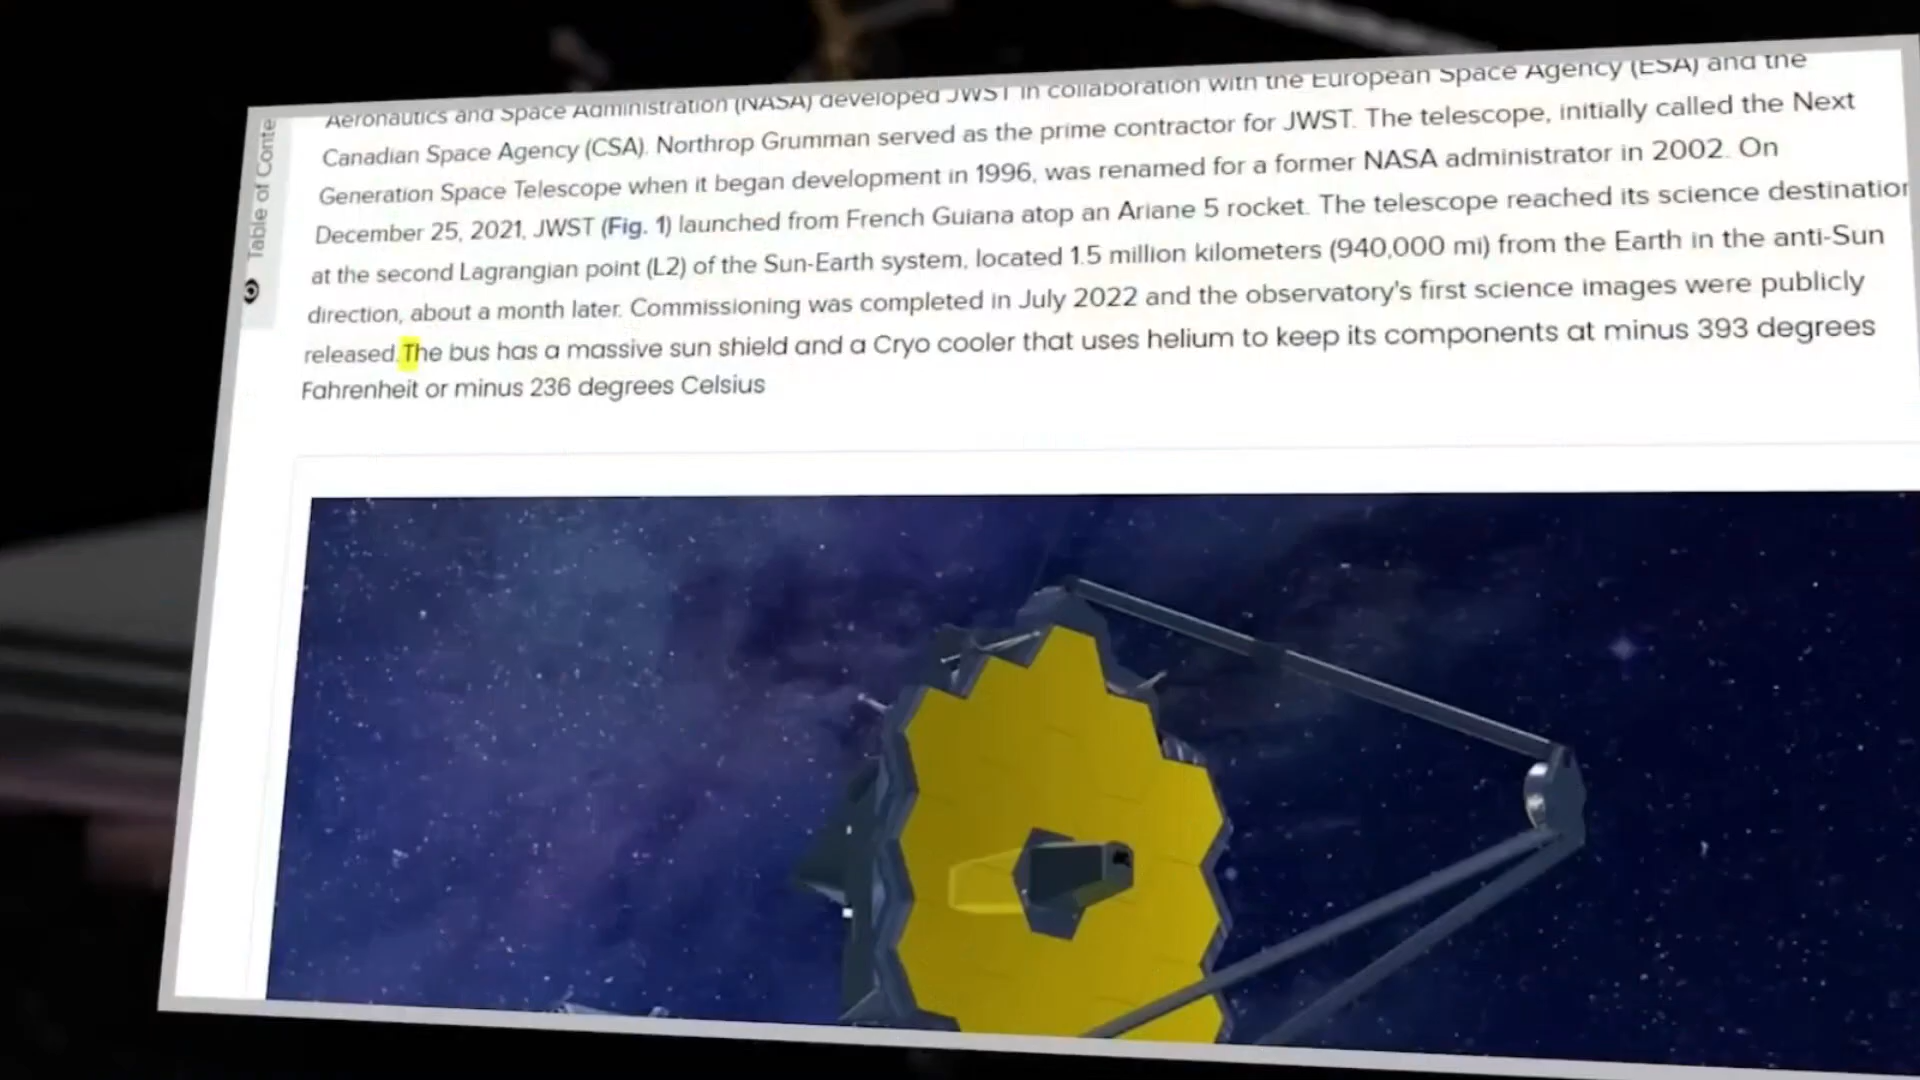 Table of Conte
Aeronautics and Space Administration (NASA) developed JWST in collaboration with the European Space Agency (ESA) and the
Canadian Space Agency (CSA). Northrop Grumman served as the prime contractor for JWST. The telescope, initially called the Next
Generation Space Telescope when it began development in 1996, was renamed for a former NASA administrator in 2002. On
December 25, 2021, JWST (Fig. 1) launched from French Guiana atop an Ariane 5 rocket. The telescope reached its science destination
at the second Lagrangian point (L2) of the Sun-Earth system, located 1.5 million kilometers (940,000 mi) from the Earth in the anti-Sun
direction, about a month later. Commissioning was completed in July 2022 and the observatory's first science images were publicly
released.The bus has a massive sun shield and a Cryo cooler that uses helium to keep its components at minus 393 degrees
Fahrenheit or minus 236 degrees Celsius